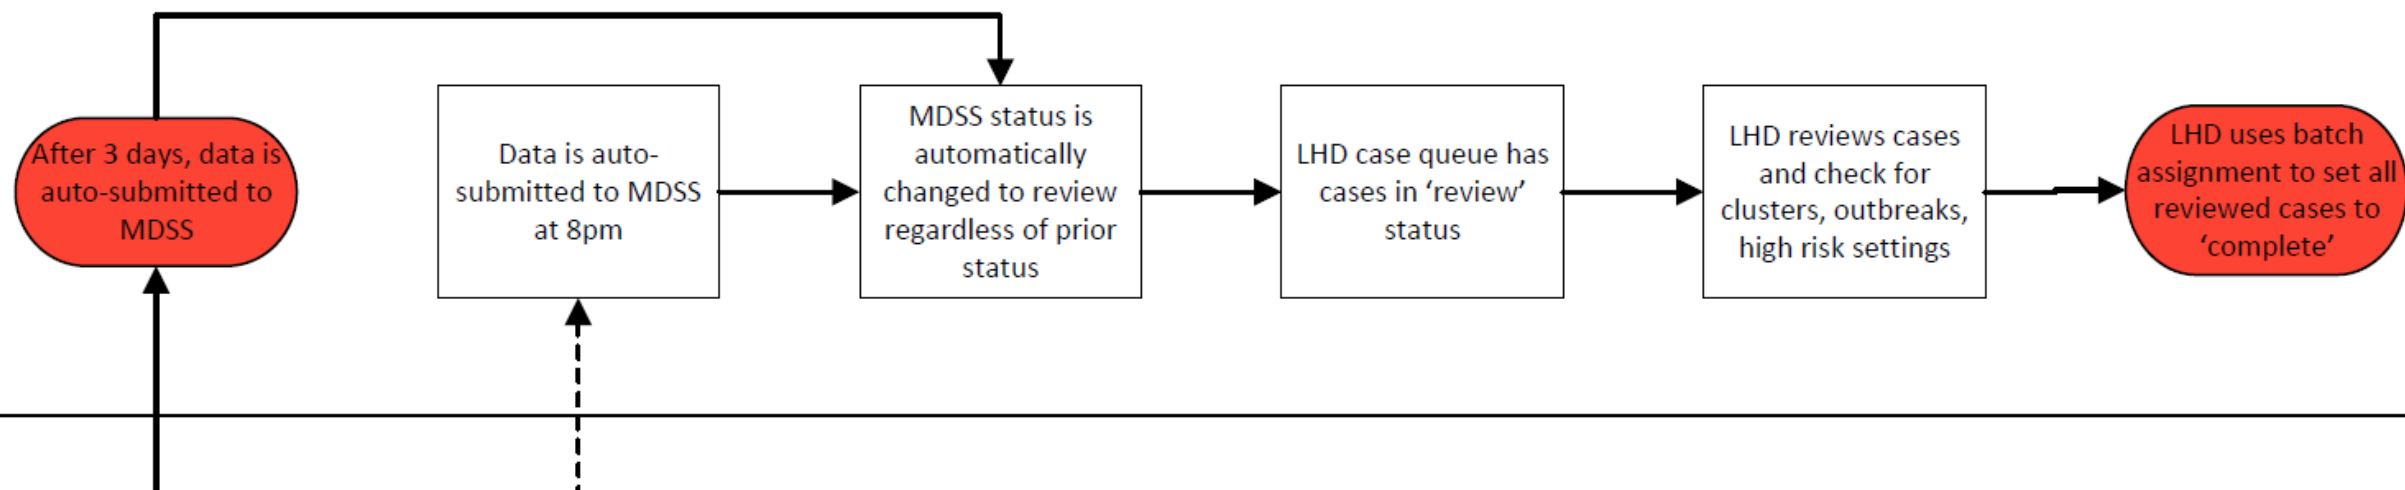 After 3 days, data is
auto-submitted to
MDSS
Data is auto-
submitted to MDSS
at 8pm
MDSS status is
automatically
changed to review
regardless of prior
status
LHD case queue has
cases in ‘review’
status
LHD reviews cases
and check for
clusters, outbreaks,
high risk settings
LHD uses batch
assignment to set all
reviewed cases to
‘complete’